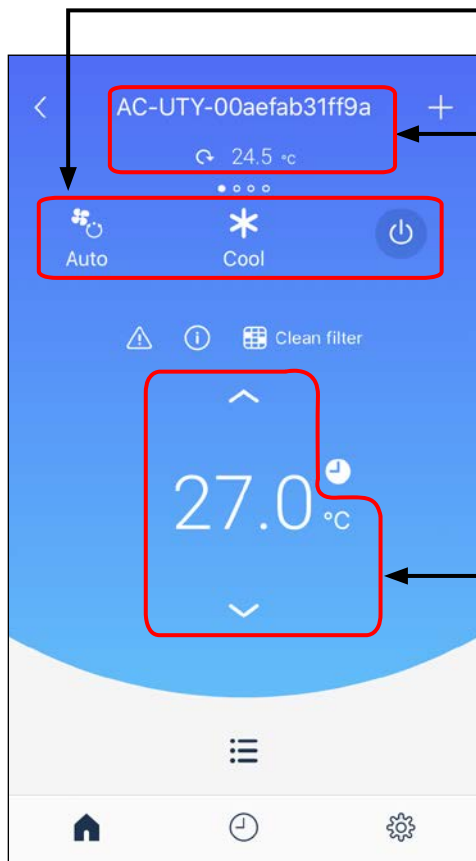 AC-UTY-00aefab31ff9a
24.5 °C
Auto
Cool
Clean filter
27.0 °C